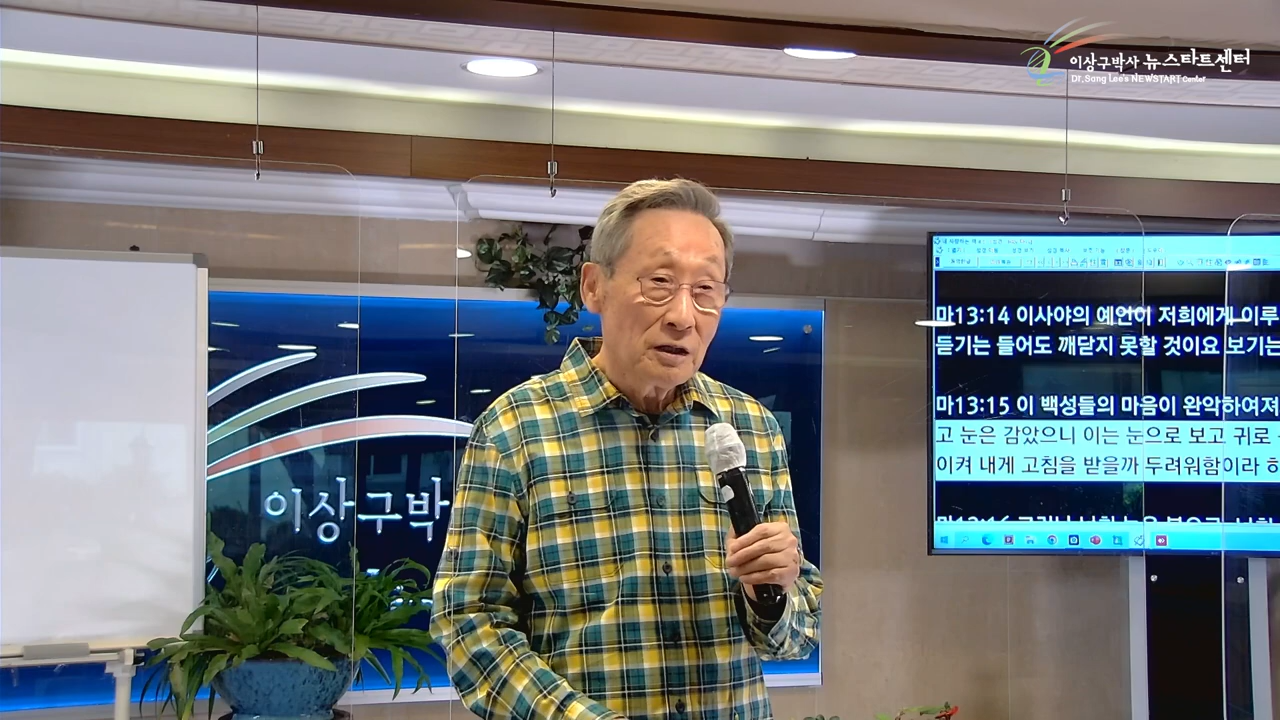 이상구박사 뉴스타트센터
Dr.Sang Lee's NEWSTART Center
마13:14 이사야의 예언이 저희에게 이루
듣기는 들어도 깨닫지 못할 것이요 보기는
마13:15 이 백성들의 마음이 완악하여져
고 눈은 감았으니 이는 눈으로 보고 귀로
이켜 내게 고침을 받을까 두려워함이라 하
이상구박